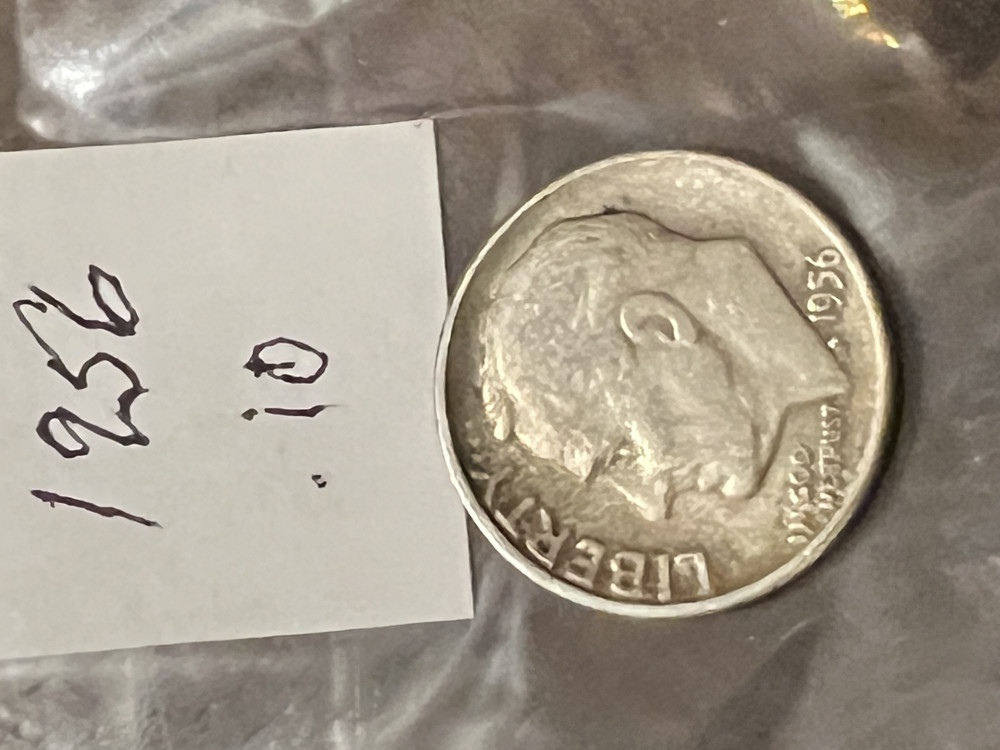 1956
.10
LIBERTY
IN GOD
WE TRUST
1956